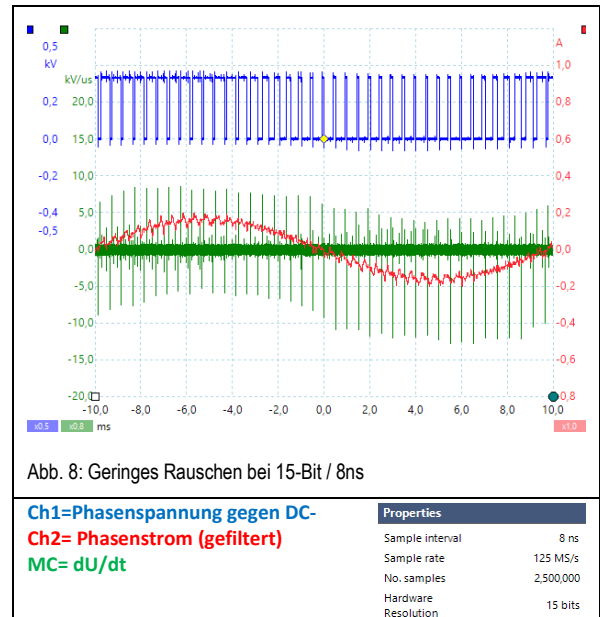 0,5
kV
kV/us
20,0
0,2
0,0
15,0
-0,2
10,0
-0,4
5,0
-0,5
0,0
-5,0
-10,0
-15,0
-20,0
A
1,0
0,8
0,6
0,4
0,2
0,0
-0,2
-0,4
-0,6
0,8
-10,0 -8,0 -6,0 -4,0 -2,0 0,0 2,0 4,0 6,0 8,0 10,0
x0,5 x0,8 ms x1,0
Abb. 8: Geringes Rauschen bei 15-Bit / 8ns
Ch1=Phasenspannung gegen DC-
Ch2= Phasenstrom (gefiltert)
MC= dU/dt
Properties
Sample interval 8 ns
Sample rate 125 MS/s
No. samples 2,500,000
Hardware
Resolution 15 bits